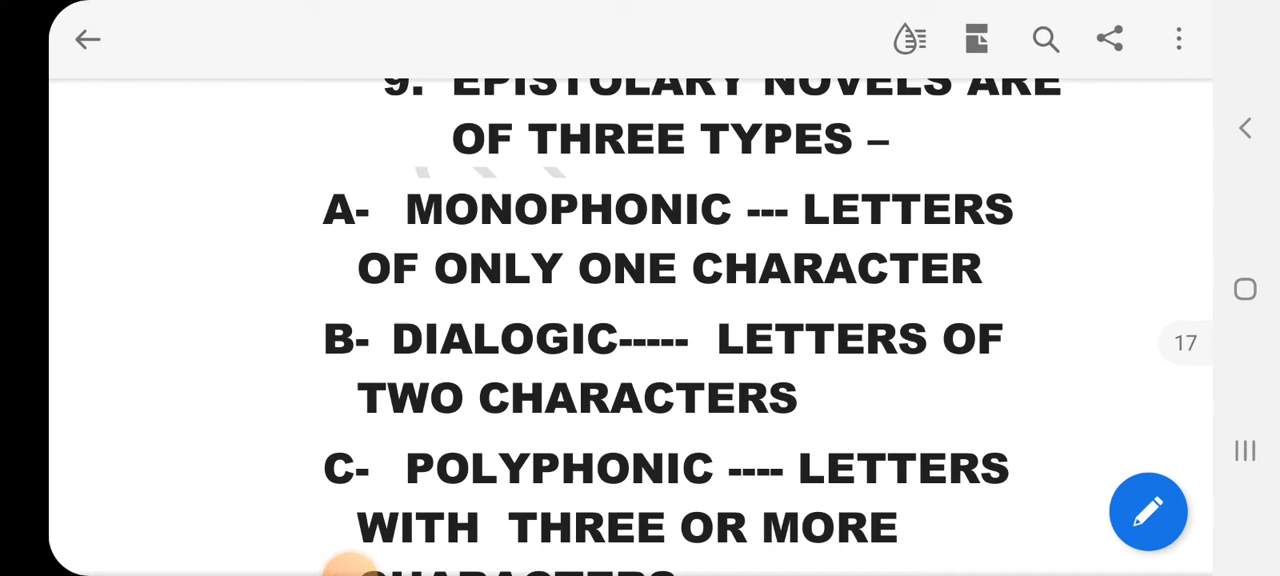 9. EPISTOLARY NOVELS ARE
OF THREE TYPES –
A- MONOPHONIC --- LETTERS
OF ONLY ONE CHARACTER
B- DIALOGIC----- LETTERS OF
TWO CHARACTERS
17
C- POLYPHONIC ---- LETTERS
WITH THREE OR MORE
CHARACTERS